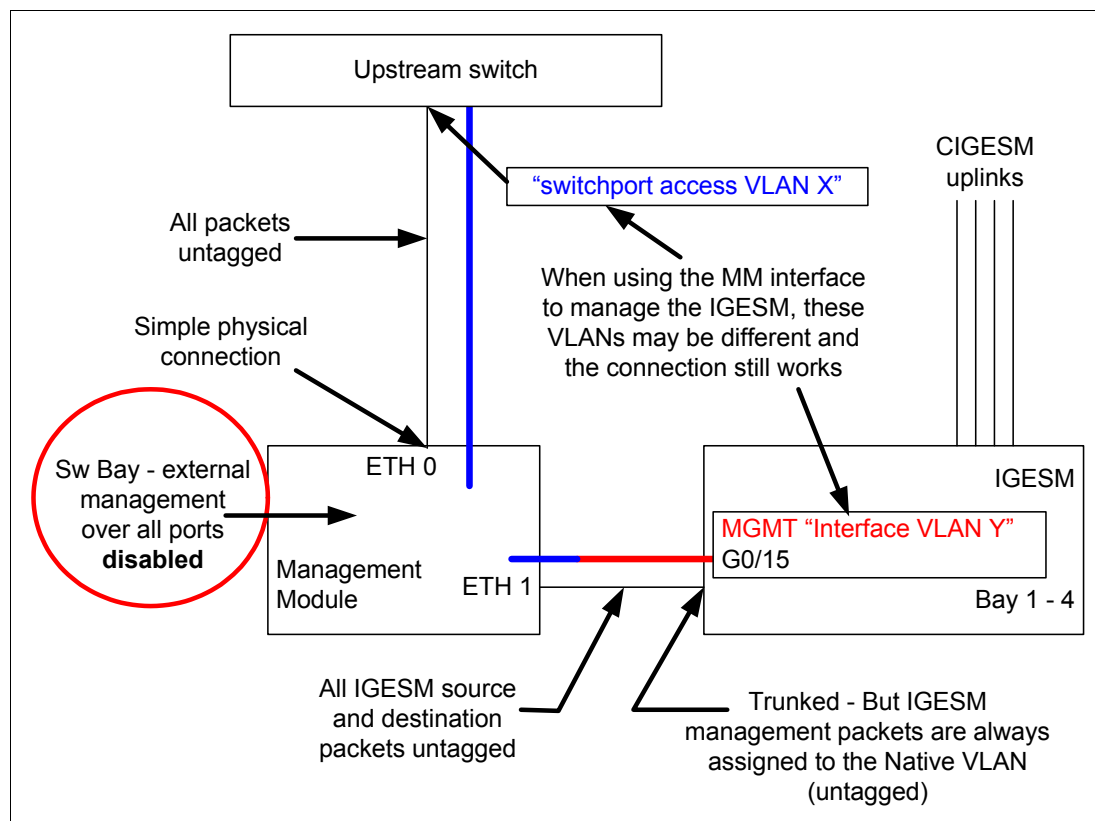 Upstream switch
CIGESM
uplinks
“switchport access VLAN X”
All packets
untagged
When using the MM interface
to manage the IGESM, these
VLANs may be different and
the connection still works
Simple physical
connection
Sw Bay - external
management
over all ports
disabled
ETH 0
Management
Module
ETH 1
IGESM
MGMT “Interface VLAN Y”
G0/15
Bay 1 - 4
All IGESM source
and destination
packets untagged
Trunked - But IGESM
management packets are always
assigned to the Native VLAN
(untagged)